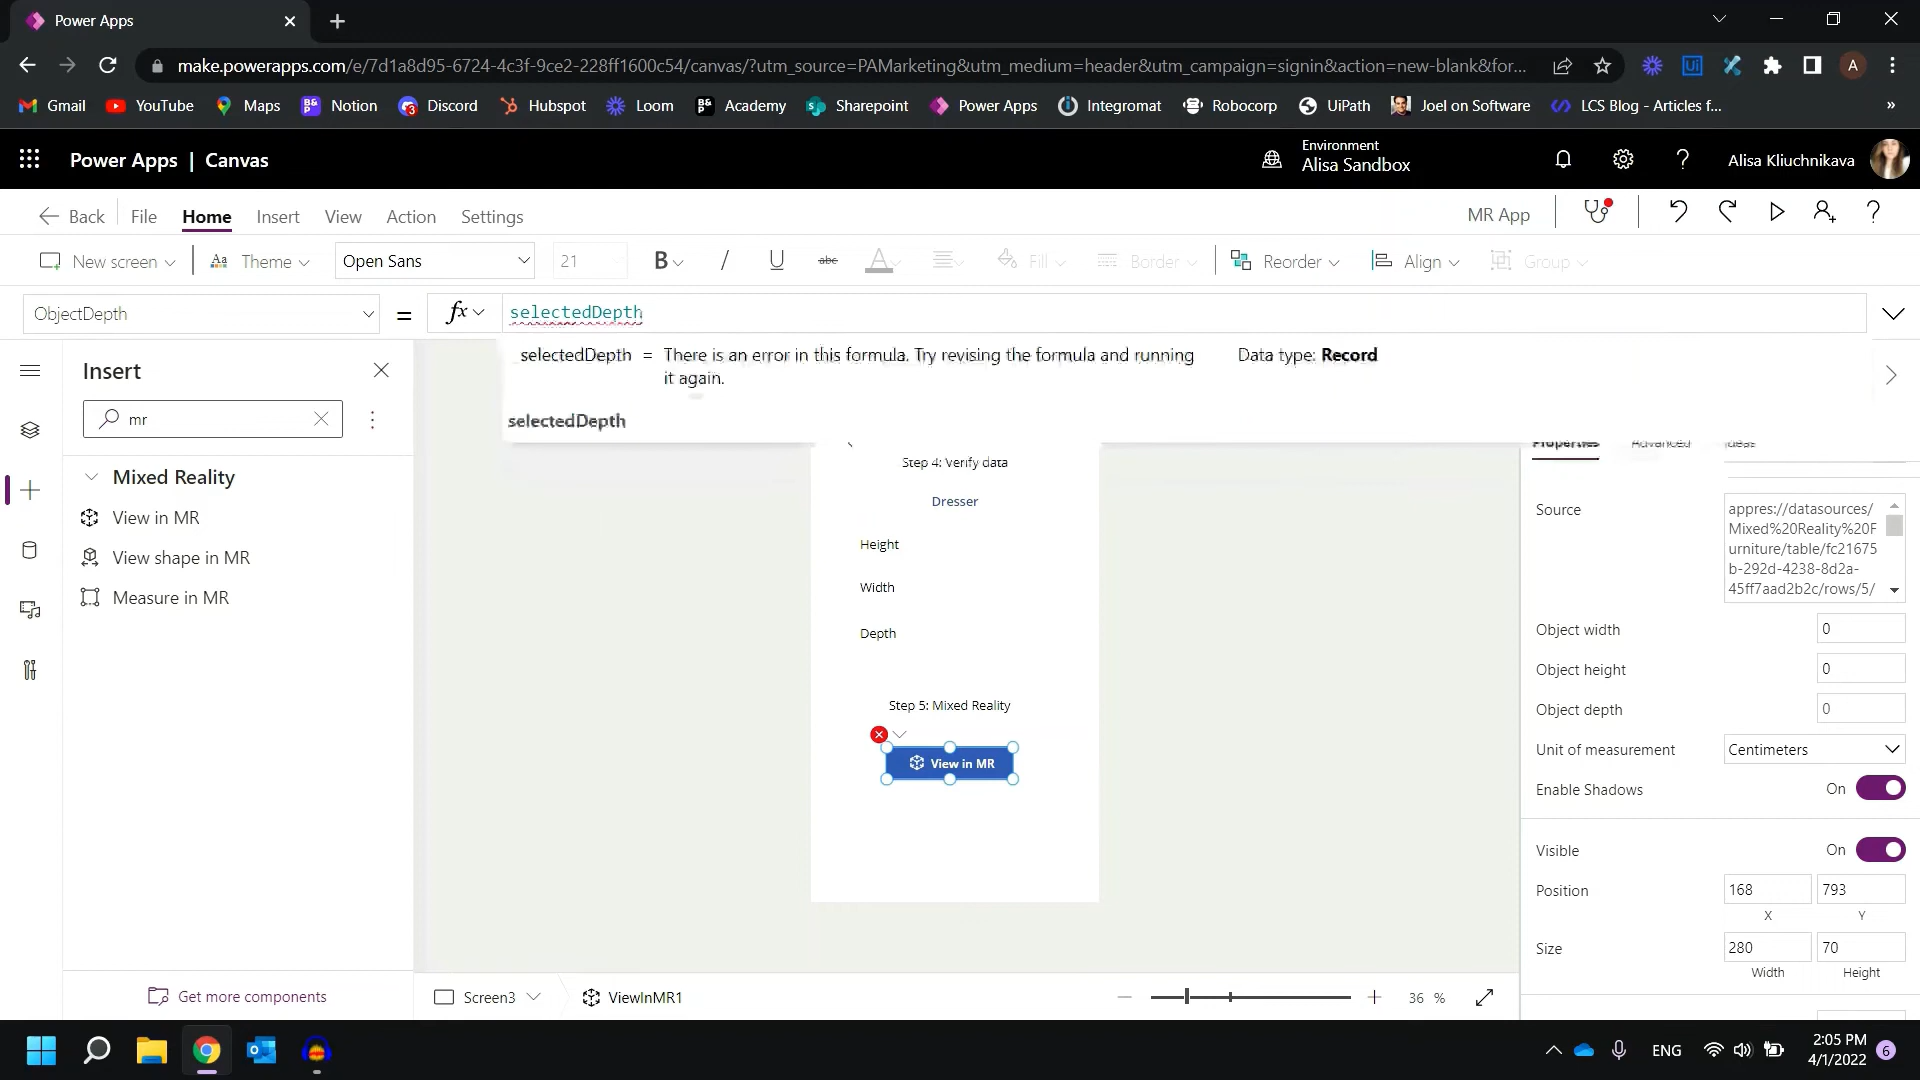 Power Apps
make.powerapps.com/e/7d1a8d95-6724-4c3f-9ce2-228ff1600c54/canvas/?utm_source=PAMarketing&utm_medium=header&utm_campaign=signin&action=new-blank&for...
A
Gmail YouTube Maps Notion Discord Hubspot Loom Academy Sharepoint Power Apps Integromat Robocorp UiPath Joel on Software LCS Blog - Articles f... »
Power Apps | Canvas
Environment
Alisa Sandbox
Alisa Kliuchnikava
Back File Home Insert View Action Settings
MR App
New screen Theme Open Sans 21 B I U abc A Fill Border Reorder Align Group
ObjectDepth = fx selectedDepth
selectedDepth = There is an error in this formula. Try revising the formula and running it again.
Data type: Record
selectedDepth
Insert
mr
Mixed Reality
View in MR
View shape in MR
Measure in MR
Get more components
Step 4: Verify data
Dresser
Height
Width
Depth
Step 5: Mixed Reality
View in MR
Properties Advanced Ideas
Source
appres://datasources/
Mixed%20Reality%20F
urniture/table/fc21675
b-292d-4238-8d2a-
45ff7aad2b2c/rows/5/
Object width 0
Object height 0
Object depth 0
Unit of measurement Centimeters
Enable Shadows On
Visible On
Position 168 793
X Y
Size 280 70
Width Height
Screen3 ViewInMR1
36 %
ENG
2:05 PM
4/1/2022
6